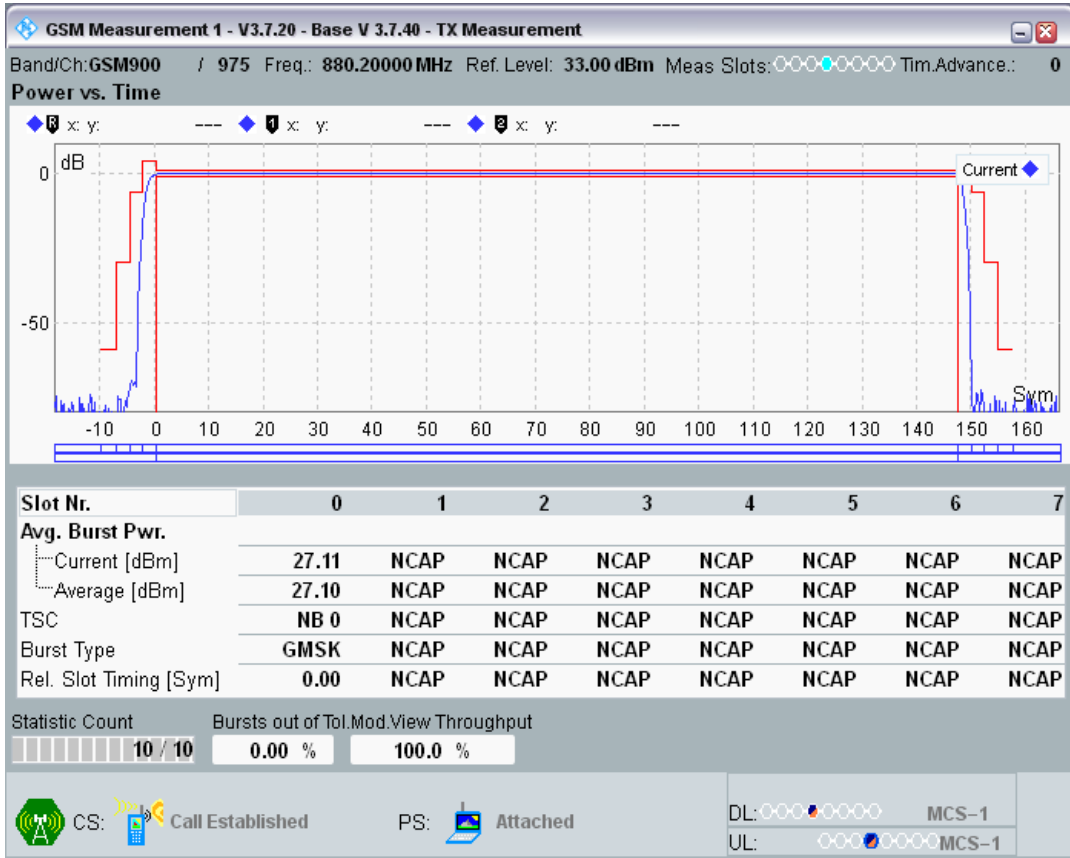 GSM Measurement 1 - V3.7.20 - Base V 3.7.40 - TX Measurement
Band/Ch:GSM900 / 975 Freq.: 880.20000 MHz Ref. Level: 33.00 dBm Meas Slots: Tim.Advance.: 0
Power vs. Time
R x: y: --- 1 x: y: --- 2 x: y: ---
dB
Current
0
-50
Sym
-10 0 10 20 30 40 50 60 70 80 90 100 110 120 130 140 150 160
Slot Nr. 0 1 2 3 4 5 6 7
Avg. Burst Pwr.
Current [dBm] 27.11 NCAP NCAP NCAP NCAP NCAP NCAP NCAP
Average [dBm] 27.10 NCAP NCAP NCAP NCAP NCAP NCAP NCAP
TSC NB 0 NCAP NCAP NCAP NCAP NCAP NCAP NCAP
Burst Type GMSK NCAP NCAP NCAP NCAP NCAP NCAP NCAP
Rel. Slot Timing [Sym] 0.00 NCAP NCAP NCAP NCAP NCAP NCAP NCAP
Statistic Count Bursts out of Tol.Mod.View Throughput
10 / 10 0.00 % 100.0 %
CS: Call Established PS: Attached
DL: MCS-1
UL: MCS-1